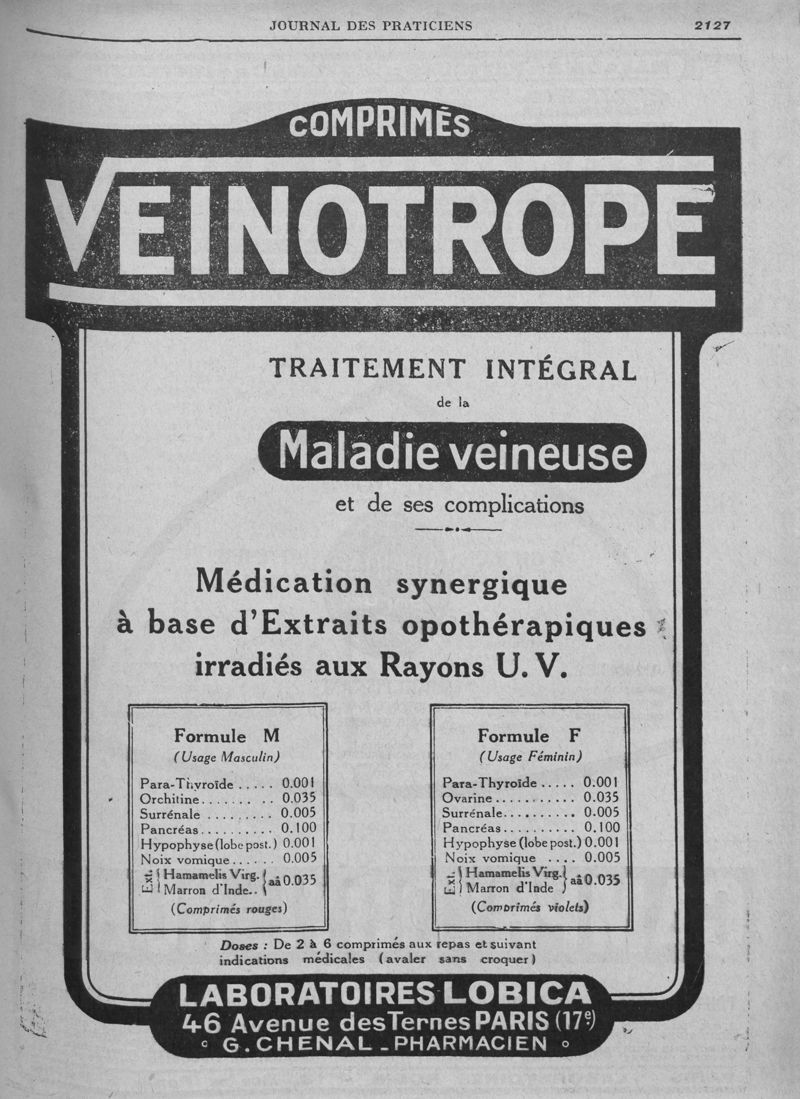 JOURNAL DES PRATICIENS 2127
COMPRIMÉS
VEINOTROPE
TRAITEMENT INTÉGRAL
de la
Maladie veineuse
et de ses complications
Médication synergique
à base d'Extraits opothérapiques
irradiés aux Rayons U. V.
Formule M
(Usage Masculin)
Para-Thyroïde ..... 0.001
Orchitine......... 0.035
Surrénale ......... 0.005
Pancréas.......... 0.100
Hypophyse (lobe post.) 0.001
Noix vomique...... 0.005
Ext. { Hamamelis Virg. } aâ 0.035
Marron d'Inde..
(Comprimés rouges)
Formule F
(Usage Féminin)
Para-Thyroïde ..... 0.001
Ovarine .......... 0.035
Surrénale.......... 0.005
Pancréas.......... 0.100
Hypophyse (lobe post.) 0.001
Noix vomique .... 0.005
Ext. { Hamamelis Virg. } aâ 0.035
Marron d'Inde
(Comprimés violets)
Doses : De 2 à 6 comprimés aux repas et suivant
indications médicales (avaler sans croquer)
LABORATOIRES LOBICA
46 Avenue des Ternes PARIS (17e)
G. CHENAL - PHARMACIEN